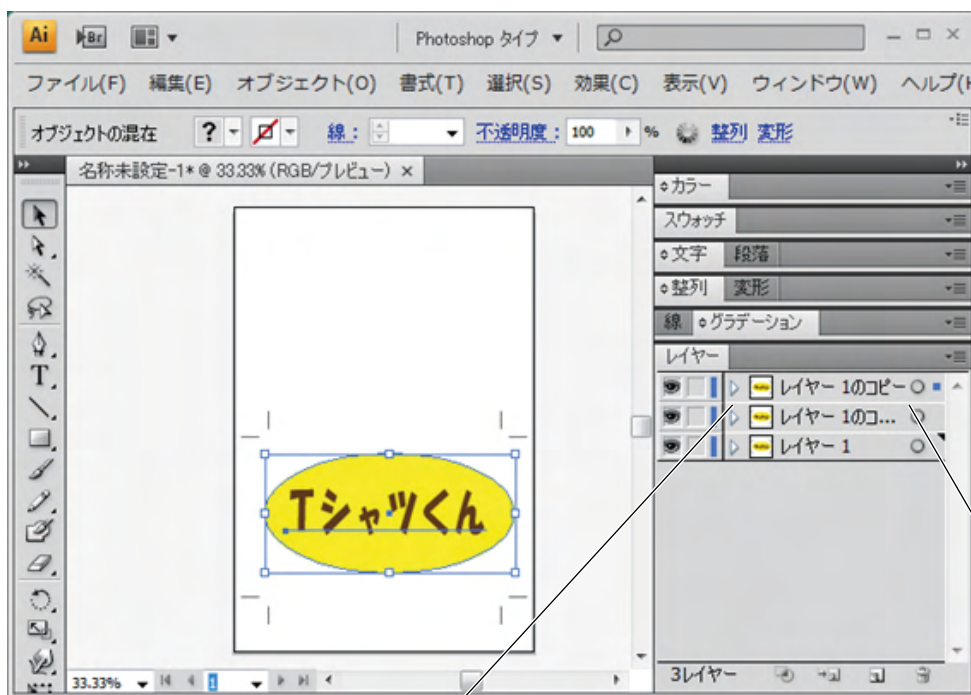 Ai Br Photoshop タイプ
ファイル(F) 編集(E) オブジェクト(O) 書式(T) 選択(S) 効果(C) 表示(V) ウィンドウ(W) ヘルプ(H
オブジェクトの混在 ? 線: 不透明度: 100 % 整列 変形
名称未設定-1* @ 33.33% (RGB/プレビュー) ×
カラー
スウォッチ
文字 段落
整列 変形
線 グラデーション
レイヤー
レイヤー 1のコピー
レイヤー 1のコ...
レイヤー 1
Tシャツくん
33.33% 1
3レイヤー